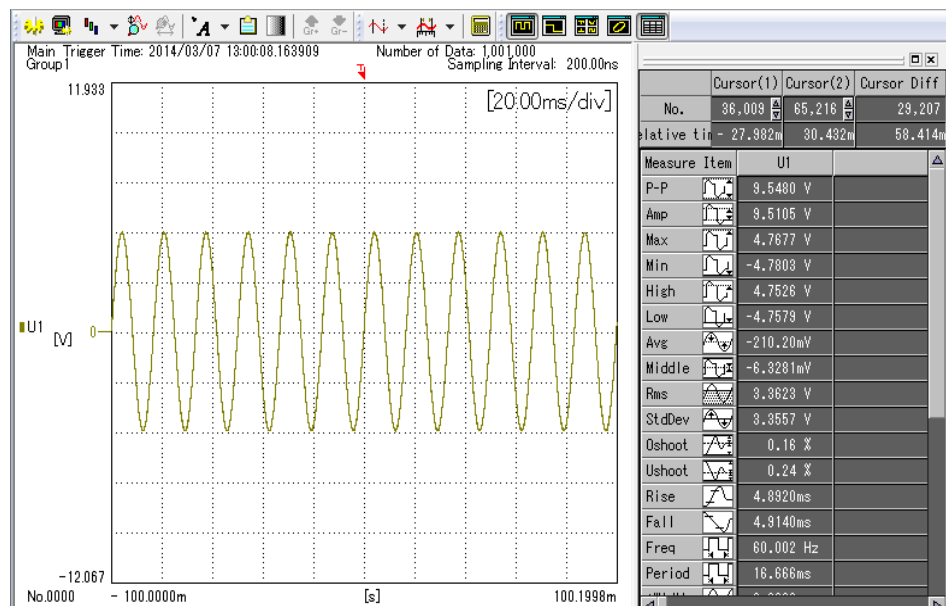 Gr+ Gr-
Main Trigger Time: 2014/03/07 13:00:08.163909 Number of Data: 1,001,000
Group1 Sampling Interval: 200.00ns
11.933
[20.00ms/div]
U1
[V] 0
-12.067
No.0000 - 100.0000m [s] 100.1998m
Cursor(1) Cursor(2) Cursor Diff
No. 36,009 65,216 29,207
elative tim - 27.982m 30.432m 58.414m
Measure Item U1
P-P 9.5480 V
Amp 9.5105 V
Max 4.7677 V
Min -4.7803 V
High 4.7526 V
Low -4.7579 V
Avg -210.20mV
Middle -6.3281mV
Rms 3.3623 V
StdDev 3.3557 V
Oshoot 0.16 %
Ushoot 0.24 %
Rise 4.8920ms
Fall 4.9140ms
Freq 60.002 Hz
Period 16.666ms